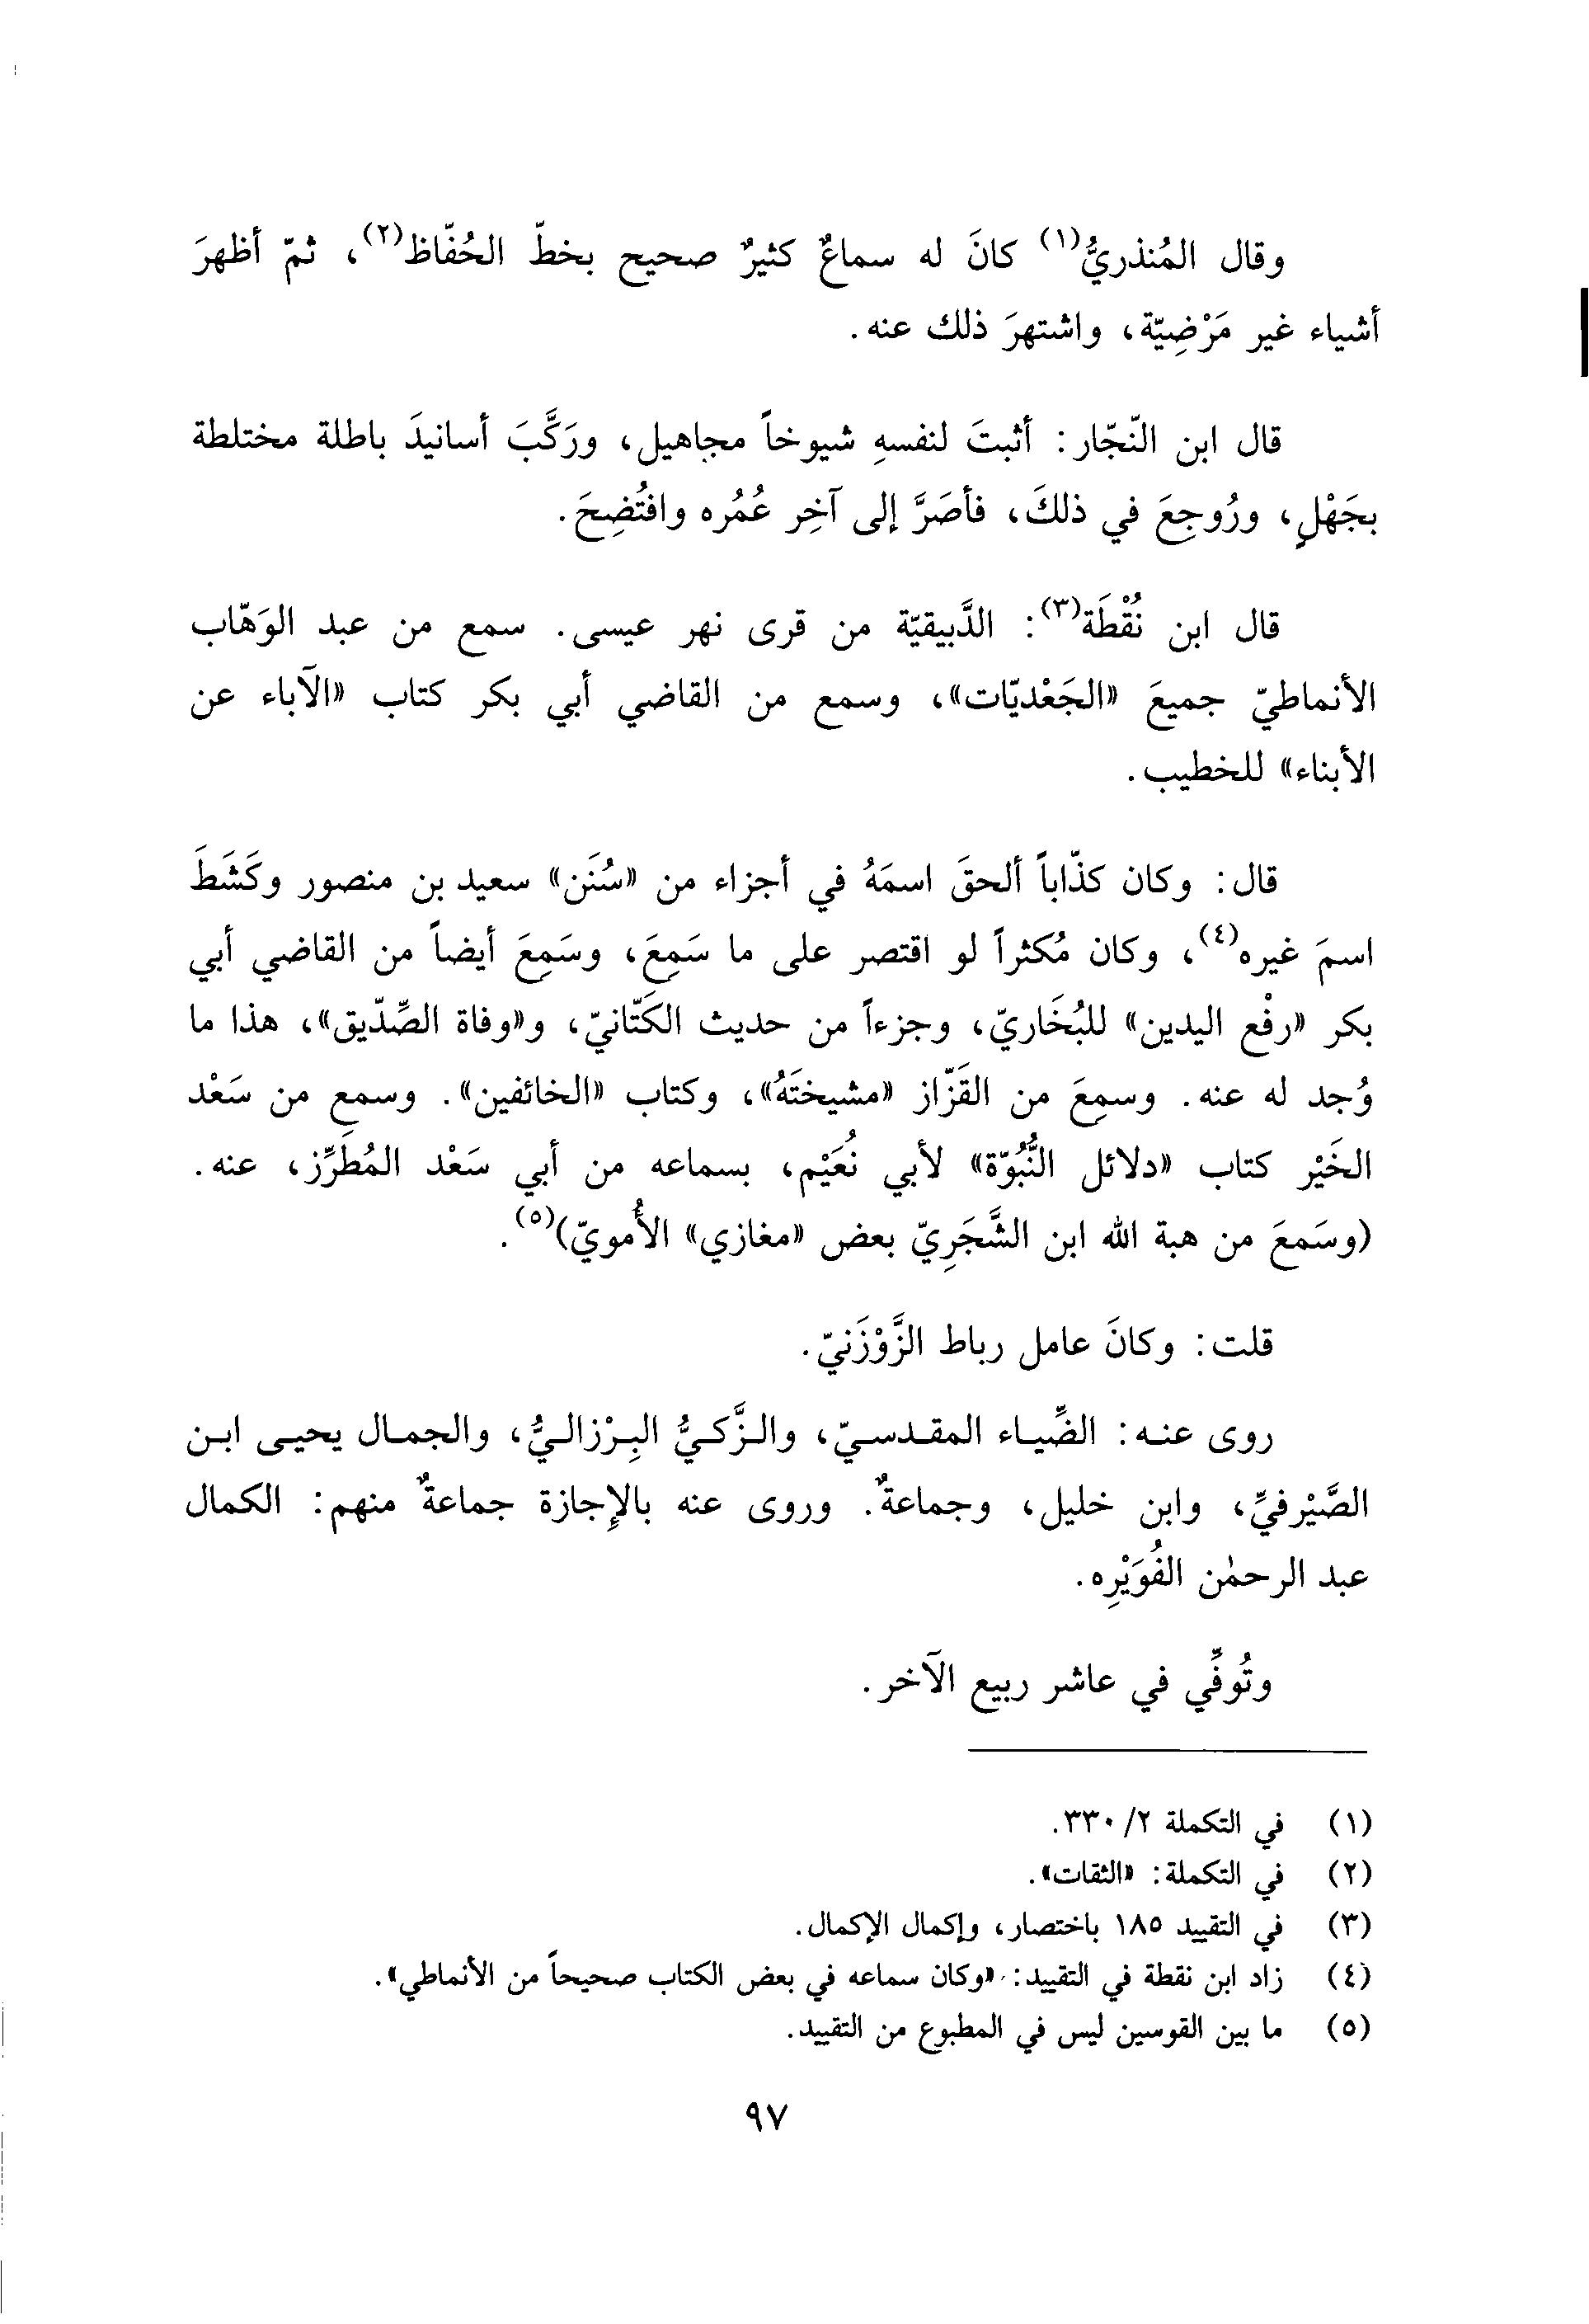 وقال المُنذريُّ(١) كانَ له سماعٌ كثيرٌ صحيح بخطّ الحُفّاظ(٢)، ثمّ أظهرَ
أشياء غير مَرْضِيّة، واشتهرَ ذلك عنه.
قال ابن النّجّار: أثبتَ لنفسهِ شيوخاً مجاهيل، ورَكَّبَ أسانيدَ باطلة مختلطة
بجَهْلٍ، ورُوجِعَ في ذلكَ، فأصَرَّ إلى آخِر عُمُره وافتُضِحَ.
قال ابن نُقْطَة(٣): الدَّبيقيّة من قرى نهر عيسى. سمع من عبد الوَهّاب
الأنماطيّ جميعَ «الجَعْديّات»، وسمع من القاضي أبي بكر كتاب «الآباء عن
الأبناء» للخطيب.
قال: وكان كذّاباً ألحقَ اسمَهُ في أجزاء من «سُنَن» سعيد بن منصور وكَشَطَ
اسمَ غيره(٤)، وكان مُكثراً لو اقتصر على ما سَمِعَ، وسَمِعَ أيضاً من القاضي أبي
بكر «رفْع اليدين» للبُخَاريّ، وجزءاً من حديث الكَتّانيّ، و«وفاة الصِّدّيق»، هذا ما
وُجد له عنه. وسمِعَ من القَزّاز «مشيختَهُ»، وكتاب «الخائفين». وسمع من سَعْد
الخَيْر كتاب «دلائل النُّبُوّة» لأبي نُعَيْم، بسماعه من أبي سَعْد المُطَرِّز، عنه.
(وسَمعَ من هبة الله ابن الشَّجَرِيّ بعض «مغازي» الأُمويّ)(٥).
قلت: وكانَ عامل رباط الزَّوْزَنيّ.
روى عنه: الضِّياء المقدسيّ، والزَّكيُّ البِرْزاليُّ، والجمال يحيى ابن
الصَّيْرفيِّ، وابن خليل، وجماعةٌ. وروى عنه بالإِجازة جماعةٌ منهم: الكمال
عبد الرحمٰن الفُوَيْرِه.
وتُوفِّي في عاشر ربيع الآخر.
(١) في التكملة ٢/ ٣٣٠.
(٢) في التكملة: «الثقات».
(٣) في التقييد ١٨٥ باختصار، وإكمال الإكمال.
(٤) زاد ابن نقطة في التقييد: «وكان سماعه في بعض الكتاب صحيحاً من الأنماطي».
(٥) ما بين القوسين ليس في المطبوع من التقييد.
٩٧